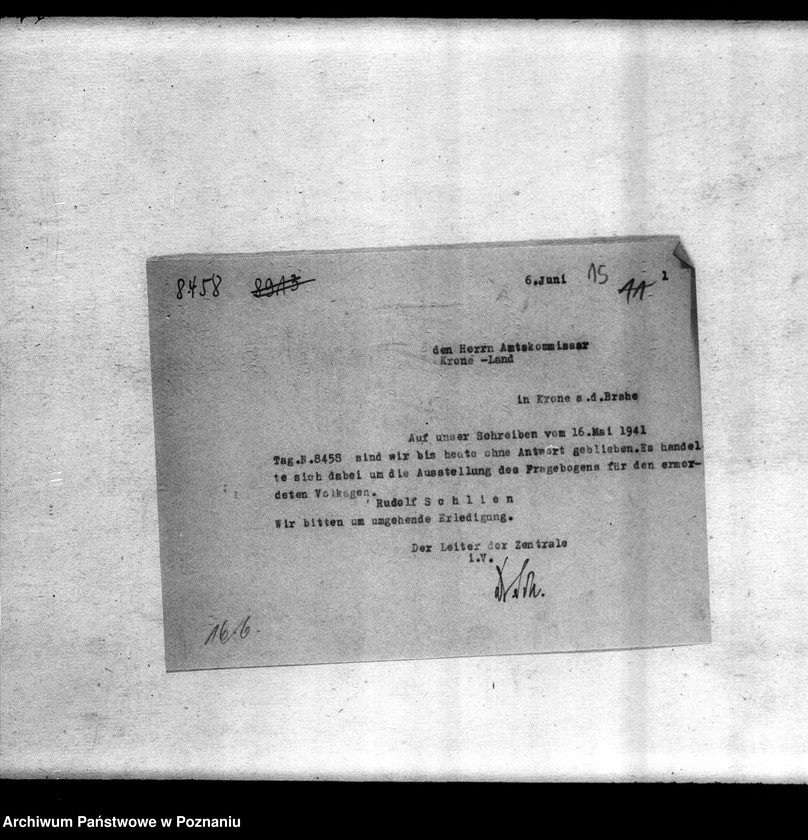 8458 8913
6.Juni 15 1
den Herrn Amtskommissar
Krone -Land
in Krone a.d.Brahe
Auf unser Schreiben vom 16.Mai 1941
Tag.N.8458 sind wir bis heute ohne Antwort geblieben.Es handel
te sich dabei um die Ausstellung des Fragebogens für den ermor-
deten Volksgen.
Rudolf S c h l i e n
Wir bitten um umgehende Erledigung.
Der Leiter der Zentrale
i.V.
16.6.
Archiwum Państwowe w Poznaniu